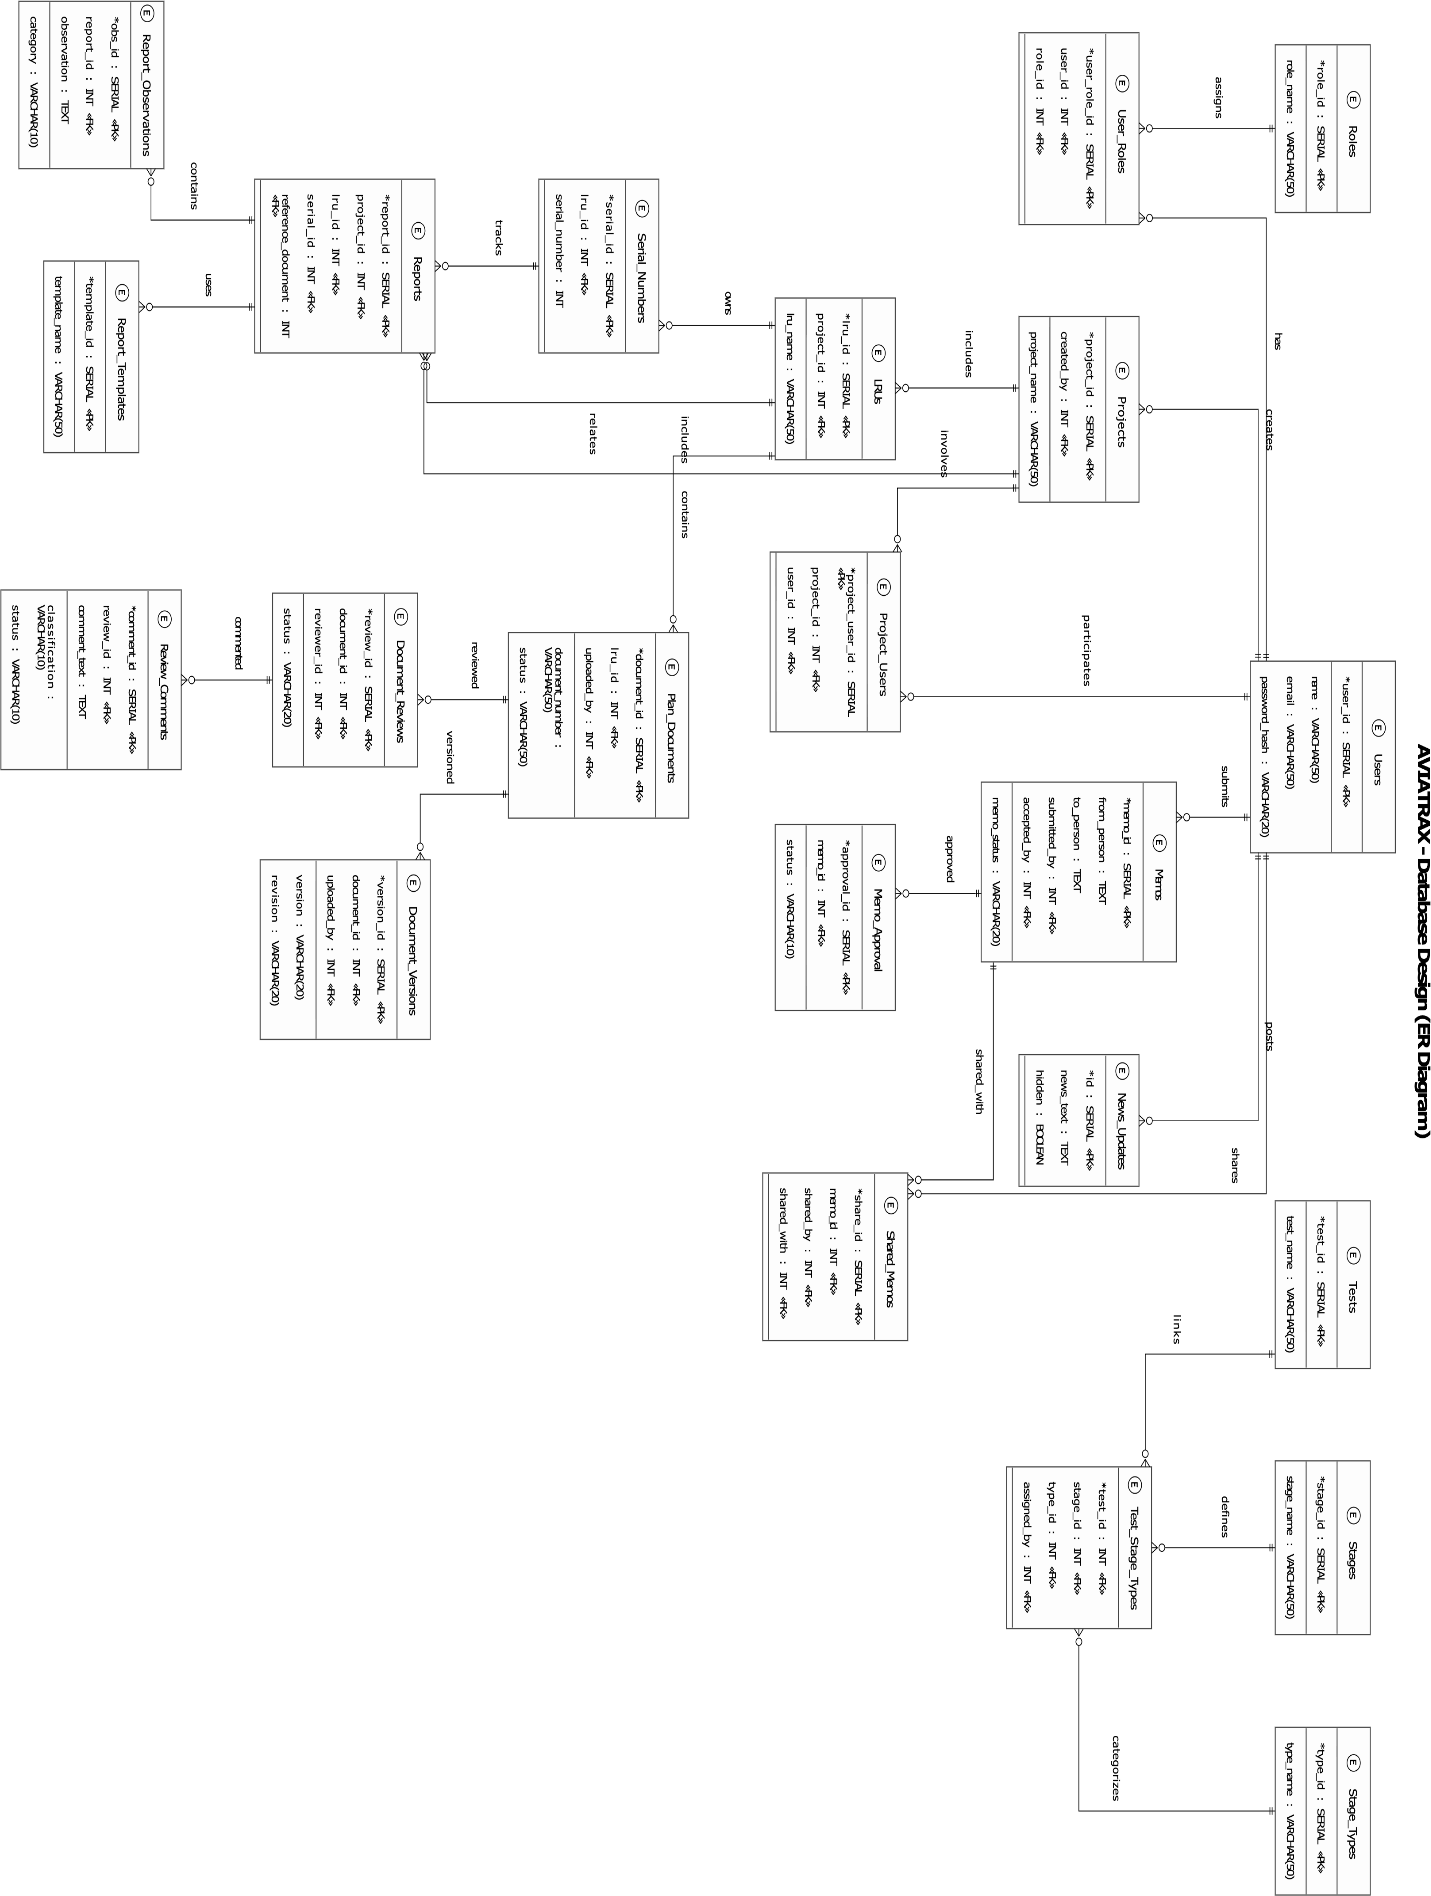 AVIATRAX - Database Design (ER Diagram)
E Roles
*role_id : SERIAL «PK»
role_name : VARCHAR(50)
E Users
*user_id : SERIAL «PK»
name : VARCHAR(50)
email : VARCHAR(50)
password_hash : VARCHAR(20)
E Tests
*test_id : SERIAL «PK»
test_name : VARCHAR(50)
E Stages
*stage_id : SERIAL «PK»
stage_name : VARCHAR(50)
E Stage_Types
*type_id : SERIAL «PK»
type_name : VARCHAR(50)
assigns
has
creates
submits
posts
shares
links
defines
categorizes
participates
E User_Roles
*user_role_id : SERIAL «PK»
user_id : INT «FK»
role_id : INT «FK»
E Projects
*project_id : SERIAL «PK»
created_by : INT «FK»
project_name : VARCHAR(50)
E Memos
*memo_id : SERIAL «PK»
from_person : TEXT
to_person : TEXT
submitted_by : INT «FK»
accepted_by : INT «FK»
memo_status : VARCHAR(20)
E News_Updates
*id : SERIAL «PK»
news_text : TEXT
hidden : BOOLEAN
E Test_Stage_Types
*test_id : INT «FK»
stage_id : INT «FK»
type_id : INT «FK»
assigned_by : INT «FK»
includes
involves
approved
shared_with
E LRUs
*lru_id : SERIAL «PK»
project_id : INT «FK»
lru_name : VARCHAR(50)
E Project_Users
*project_user_id : SERIAL
«PK»
project_id : INT «FK»
user_id : INT «FK»
E Memo_Approval
*approval_id : SERIAL «PK»
memo_id : INT «FK»
status : VARCHAR(10)
E Shared_Memos
*share_id : SERIAL «PK»
memo_id : INT «FK»
shared_by : INT «FK»
shared_with : INT «FK»
owns
includes
contains
relates
E Serial_Numbers
*serial_id : SERIAL «PK»
lru_id : INT «FK»
serial_number : INT
E Plan_Documents
*document_id : SERIAL «PK»
lru_id : INT «FK»
uploaded_by : INT «FK»
document_number :
VARCHAR(50)
status : VARCHAR(50)
tracks
reviewed
versioned
E Reports
*report_id : SERIAL «PK»
project_id : INT «FK»
lru_id : INT «FK»
serial_id : INT «FK»
reference_document : INT
«FK»
E Document_Reviews
*review_id : SERIAL «PK»
document_id : INT «FK»
reviewer_id : INT «FK»
status : VARCHAR(20)
E Document_Versions
*version_id : SERIAL «PK»
document_id : INT «FK»
uploaded_by : INT «FK»
version : VARCHAR(20)
revision : VARCHAR(20)
contains
uses
commented
E Report_Observations
*obs_id : SERIAL «PK»
report_id : INT «FK»
observation : TEXT
category : VARCHAR(10)
E Report_Templates
*template_id : SERIAL «PK»
template_name : VARCHAR(50)
E Review_Comments
*comment_id : SERIAL «PK»
review_id : INT «FK»
comment_text : TEXT
classification :
VARCHAR(10)
status : VARCHAR(10)